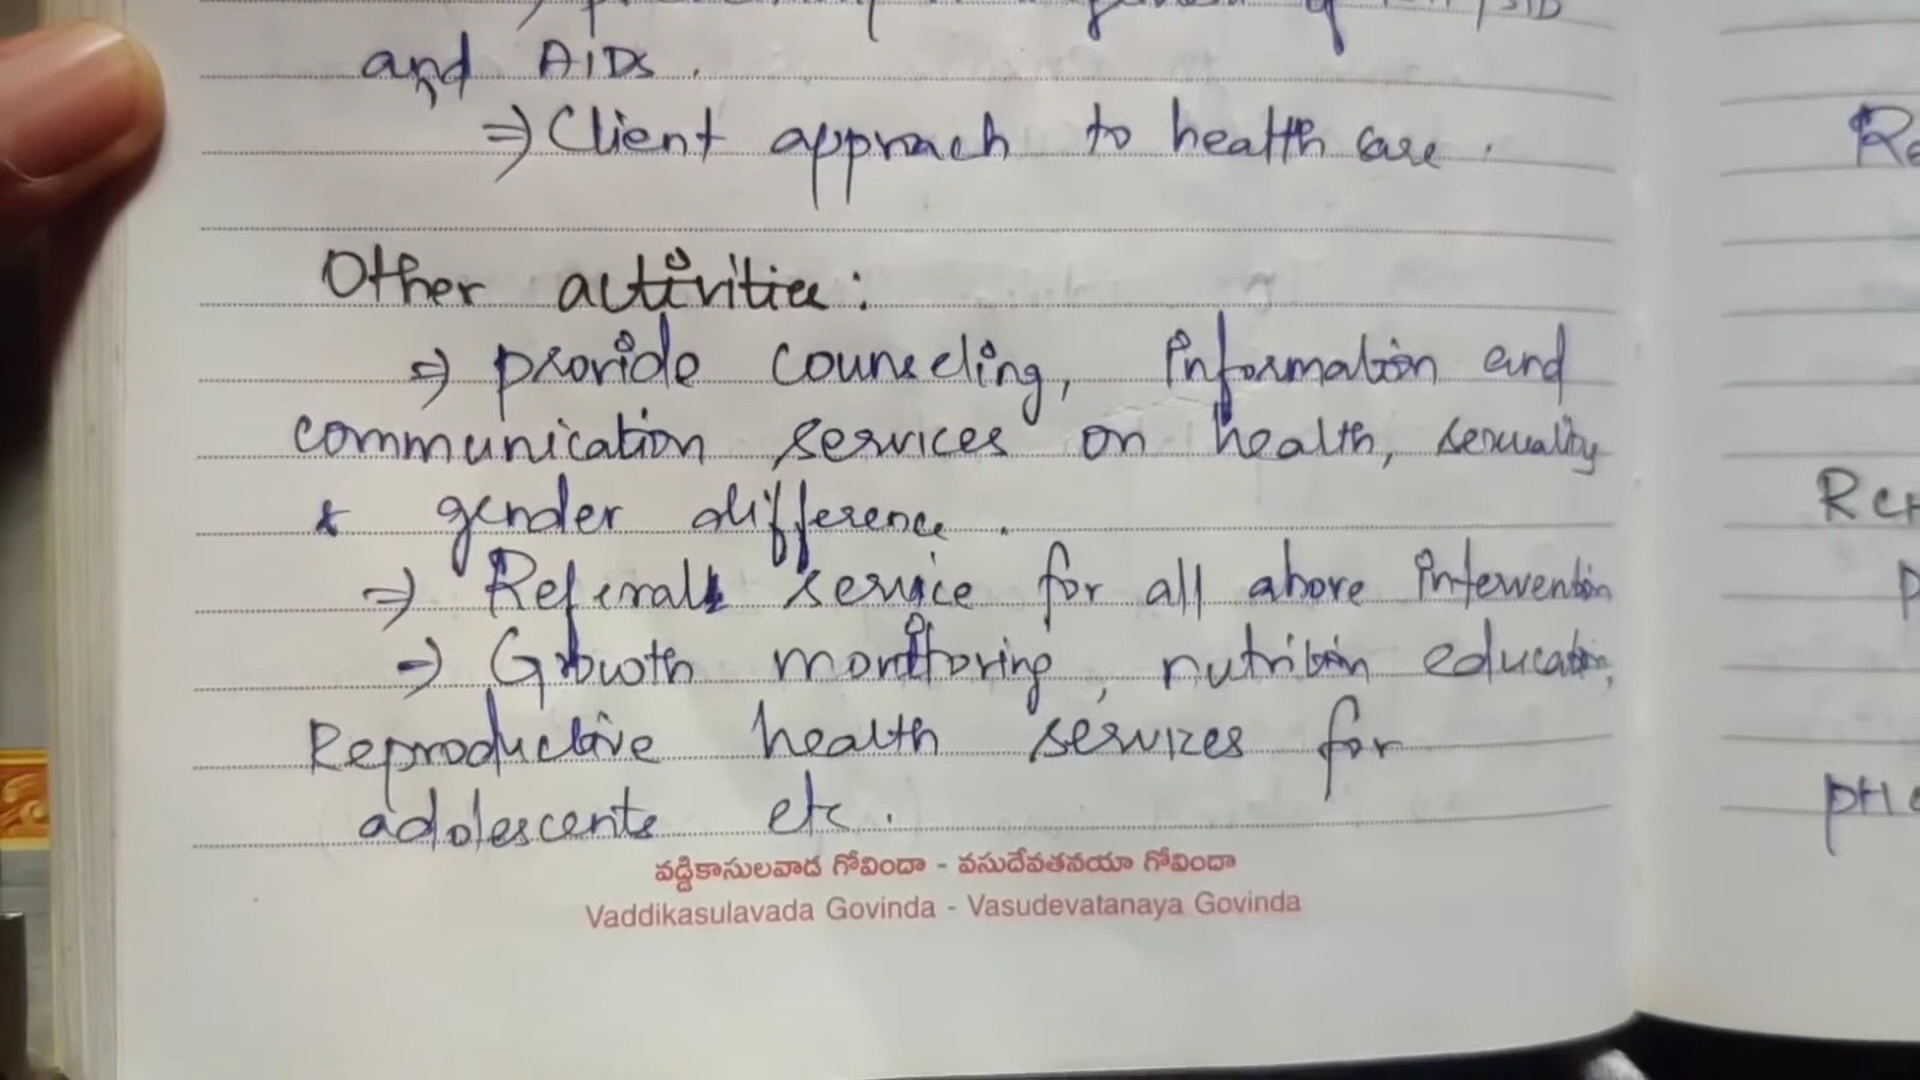 and AIDs.
⇒ Client approach to health care.
Other activities:
⇒ provide counseling, information and
communication services on health, sexuality
& gender difference.
⇒ Referral service for all above intervention
⇒ Growth monitoring, nutrition education,
Reproductive health services for
adolescents etc.
వడ్డికాసులవాడ గోవిందా - వసుదేవతనయా గోవిందా
Vaddikasulavada Govinda - Vasudevatanaya Govinda